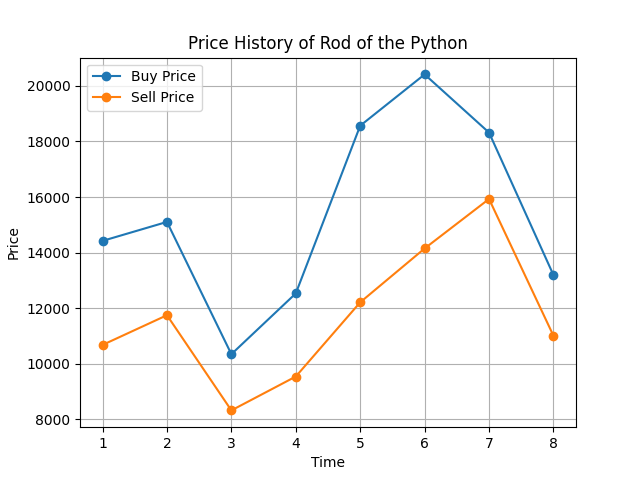 Price History of Rod of the Python
Buy Price
Sell Price
Price
20000
18000
16000
14000
12000
10000
8000
1 2 3 4 5 6 7 8
Time